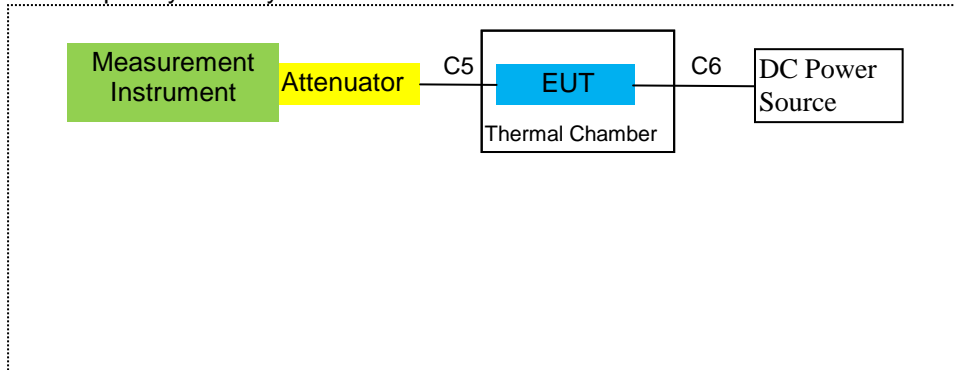 Measurement
Instrument
Attenuator
C5
EUT
Thermal Chamber
C6
DC Power
Source